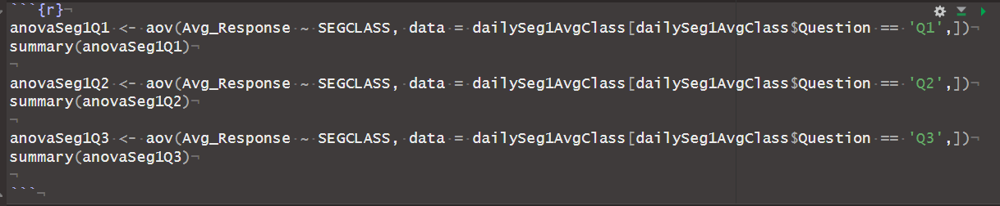 ```{r}
anovaSeg1Q1 <- aov(Avg_Response ~ SEGCLASS, data = dailySeg1AvgClass[dailySeg1AvgClass$Question == 'Q1',])
summary(anovaSeg1Q1)
anovaSeg1Q2 <- aov(Avg_Response ~ SEGCLASS, data = dailySeg1AvgClass[dailySeg1AvgClass$Question == 'Q2',])
summary(anovaSeg1Q2)
anovaSeg1Q3 <- aov(Avg_Response ~ SEGCLASS, data = dailySeg1AvgClass[dailySeg1AvgClass$Question == 'Q3',])
summary(anovaSeg1Q3)
```